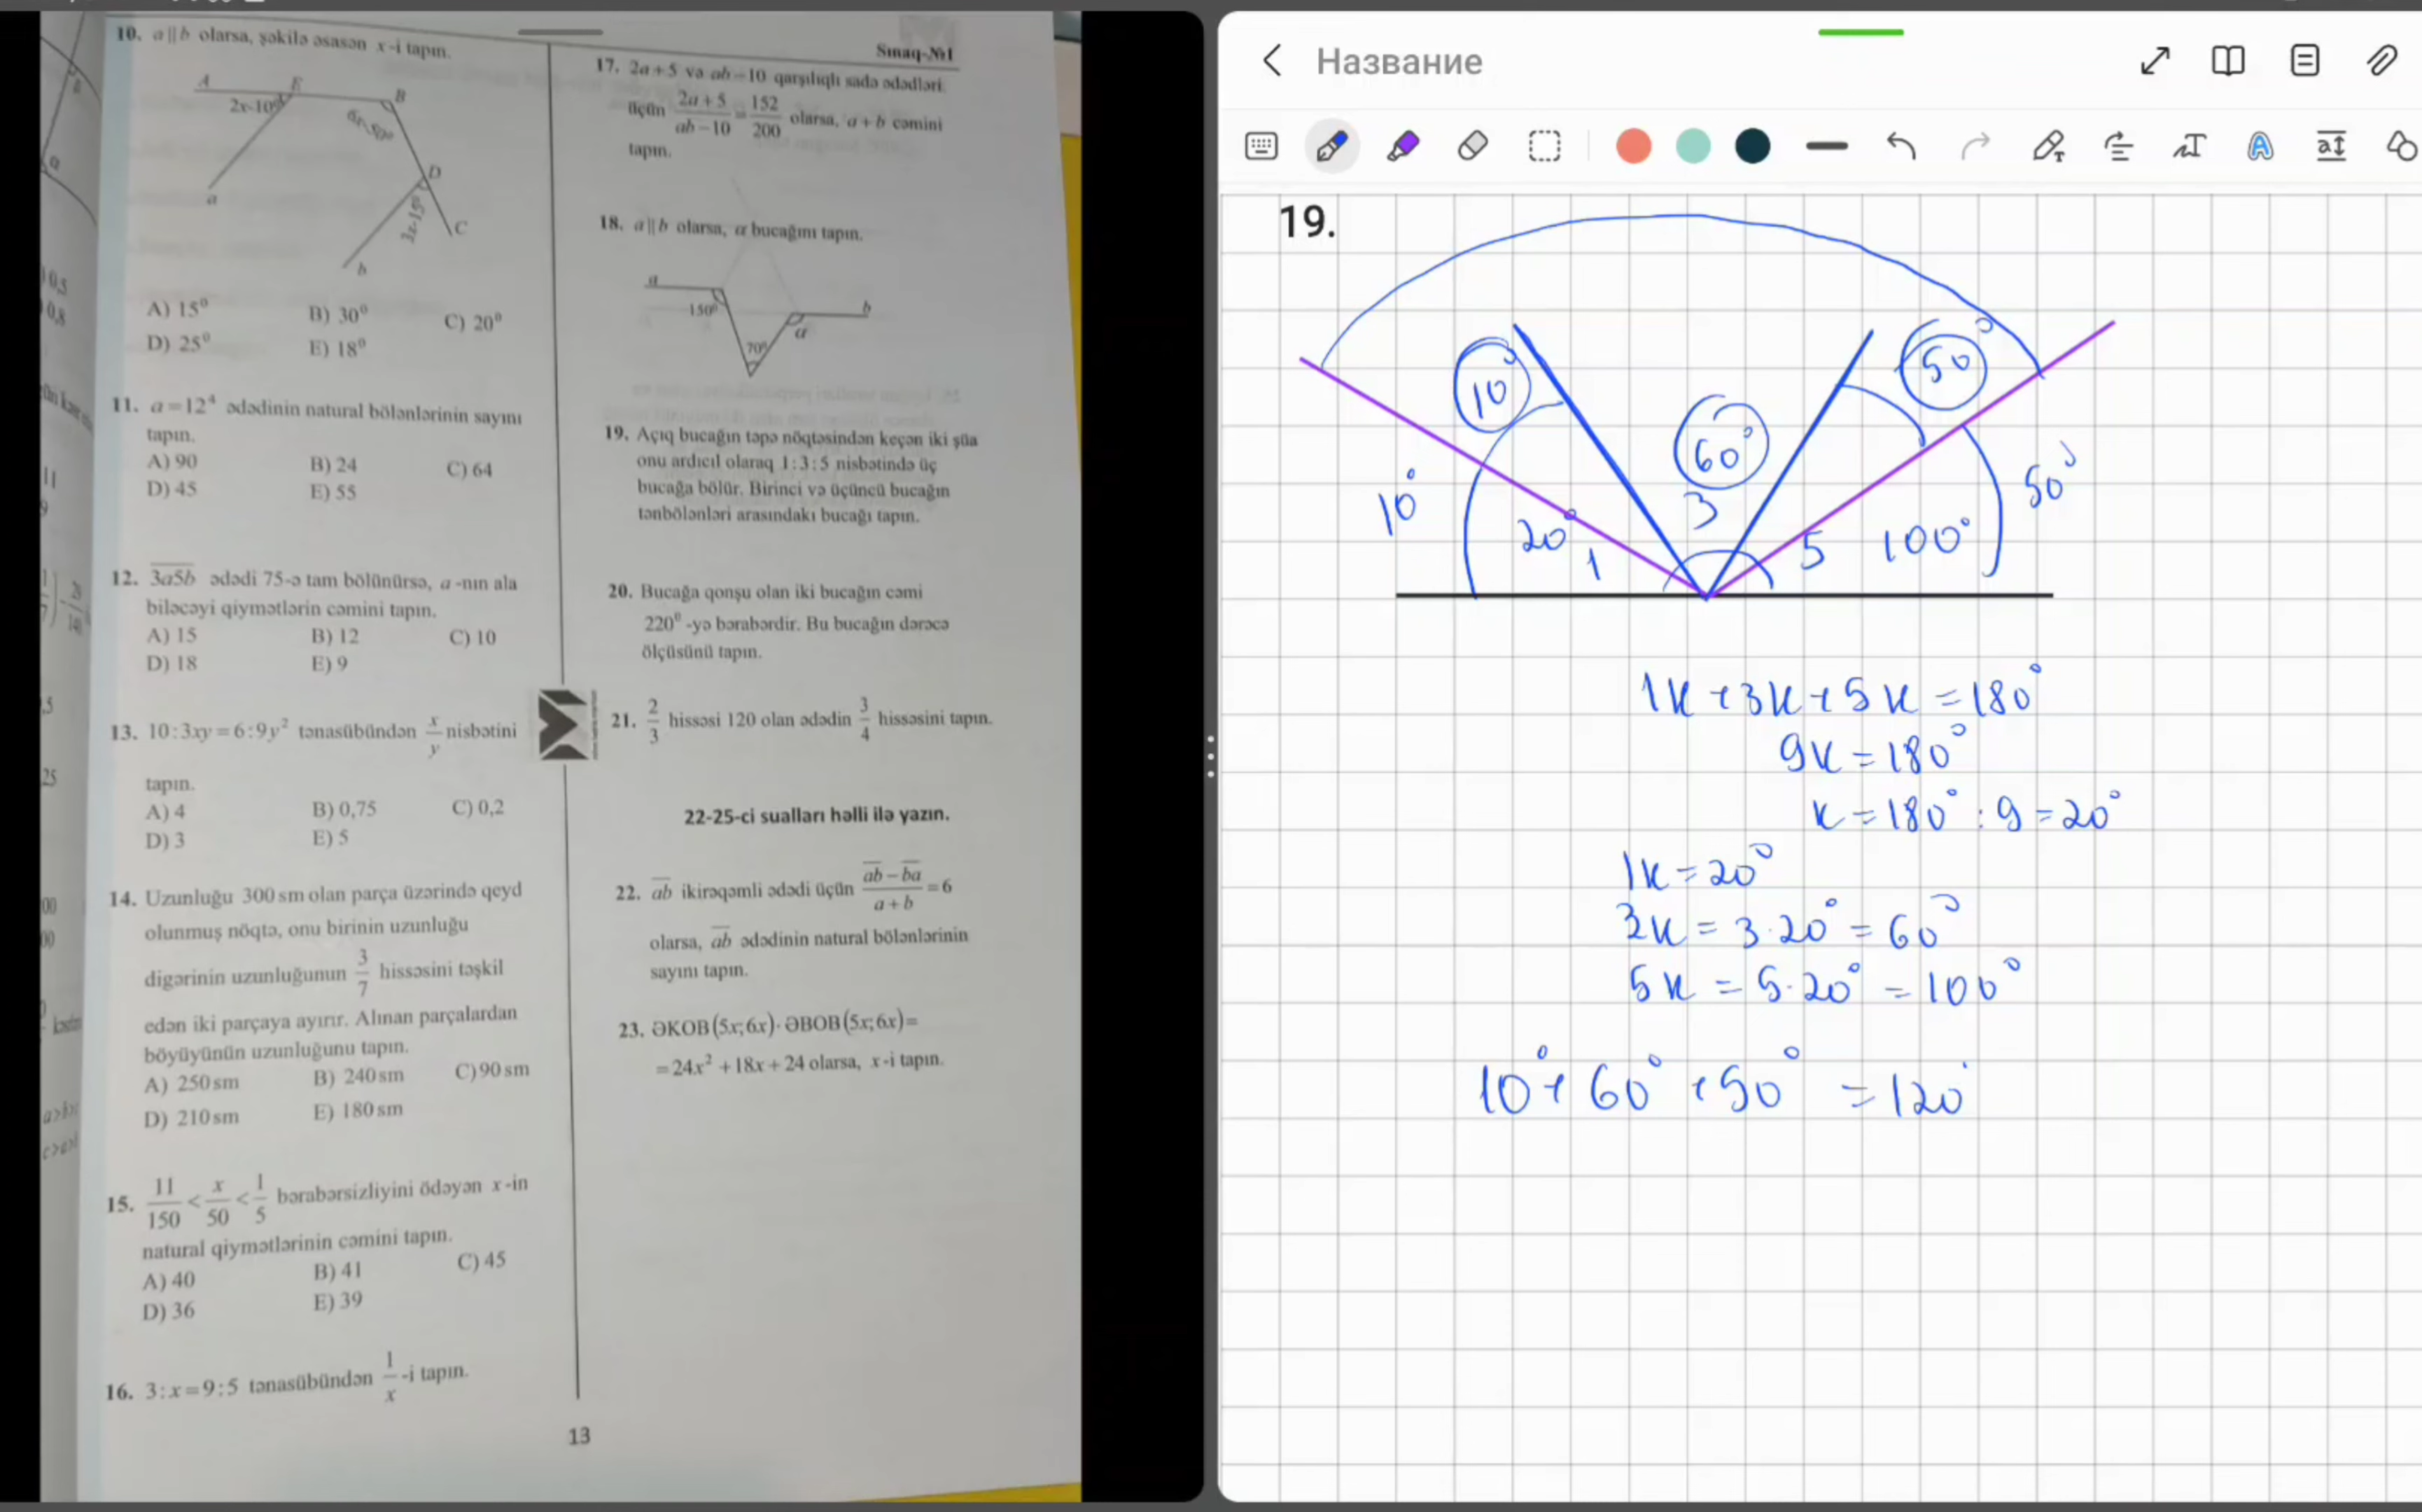 10. a || b olarsa, şəkilə əsasən x-i tapın.
A E B
2x-10°
6x-50°
D
3x-15°
C
a
b
A) 15⁰ B) 30⁰ C) 20⁰
D) 25⁰ E) 18⁰
11. a=12⁴ ədədinin natural bölənlərinin sayını
tapın.
A) 90 B) 24 C) 64
D) 45 E) 55
12. 3a5b ədədi 75-ə tam bölünürsə, a -nın ala
biləcəyi qiymətlərin cəmini tapın.
A) 15 B) 12 C) 10
D) 18 E) 9
13. 10:3xy=6:9y² tənasübündən x/y nisbətini
tapın.
A) 4 B) 0,75 C) 0,2
D) 3 E) 5
14. Uzunluğu 300 sm olan parça üzərində qeyd
olunmuş nöqtə, onu birinin uzunluğu
digərinin uzunluğunun 3/7 hissəsini təşkil
edən iki parçaya ayırır. Alınan parçalardan
böyüyünün uzunluğunu tapın.
A) 250 sm B) 240 sm C) 90 sm
D) 210 sm E) 180 sm
15. 11/150 < x/50 < 1/5 bərabərsizliyini ödəyən x-in
natural qiymətlərinin cəmini tapın.
A) 40 B) 41 C) 45
D) 36 E) 39
16. 3:x=9:5 tənasübündən 1/x -i tapın.
Sınaq-№1
17. 2a+5 və ab-10 qarşılıqlı sadə ədədləri
üçün (2a+5)/(ab-10) = 152/200 olarsa, a+b cəmini
tapın.
18. a || b olarsa, α bucağını tapın.
a
150⁰
b
α
70⁰
19. Açıq bucağın təpə nöqtəsindən keçən iki şüa
onu ardıcıl olaraq 1:3:5 nisbətində üç
bucağa bölür. Birinci və üçüncü bucağın
tənbölənləri arasındakı bucağı tapın.
20. Bucağa qonşu olan iki bucağın cəmi
220⁰ -yə bərabərdir. Bu bucağın dərəcə
ölçüsünü tapın.
21. 2/3 hissəsi 120 olan ədədin 3/4 hissəsini tapın.
22-25-ci sualları həlli ilə yazın.
22. ab ikirəqəmli ədədi üçün (ab-ba)/(a+b) =6
olarsa, ab ədədinin natural bölənlərinin
sayını tapın.
23. ƏKOB(5x;6x)·ƏBOB(5x;6x)=
=24x²+18x+24 olarsa, x-i tapın.
13
Название
19.
10° 60° 50°
10° 20° 1 3 5 100° 50°
1k+3k+5k=180°
9k=180°
k=180°:9=20°
1k=20°
3k=3·20°=60°
5k=5·20°=100°
10°+60°+50°=120°